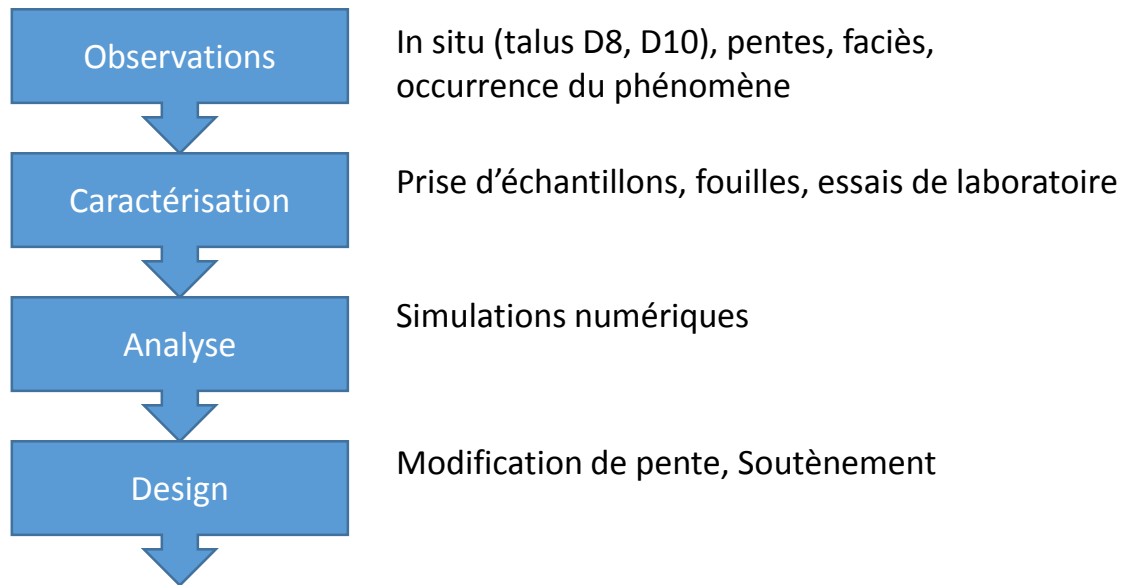 Observations
In situ (talus D8, D10), pentes, faciès,
occurrence du phénomène
Caractérisation
Prise d’échantillons, fouilles, essais de laboratoire
Analyse
Simulations numériques
Design
Modification de pente, Soutènement